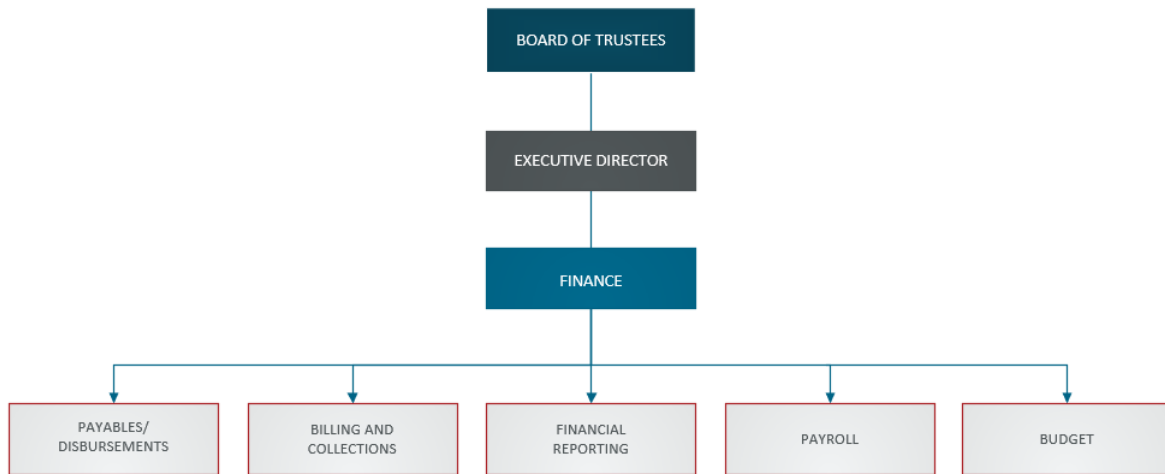 BOARD OF TRUSTEES
EXECUTIVE DIRECTOR
FINANCE
PAYABLES/
DISBURSEMENTS
BILLING AND
COLLECTIONS
FINANCIAL
REPORTING
PAYROLL
BUDGET